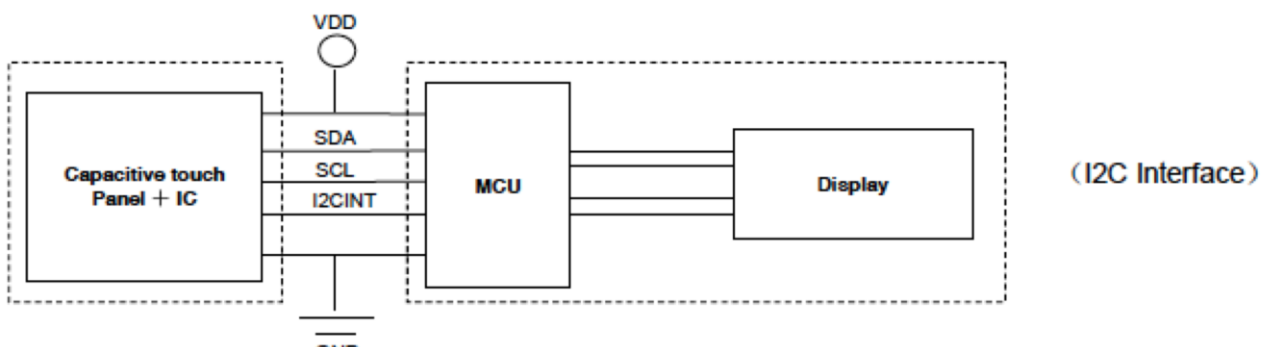 VDD
SDA
SCL
I2CINT
Capacitive touch
Panel + IC
MCU
Display
（I2C Interface）